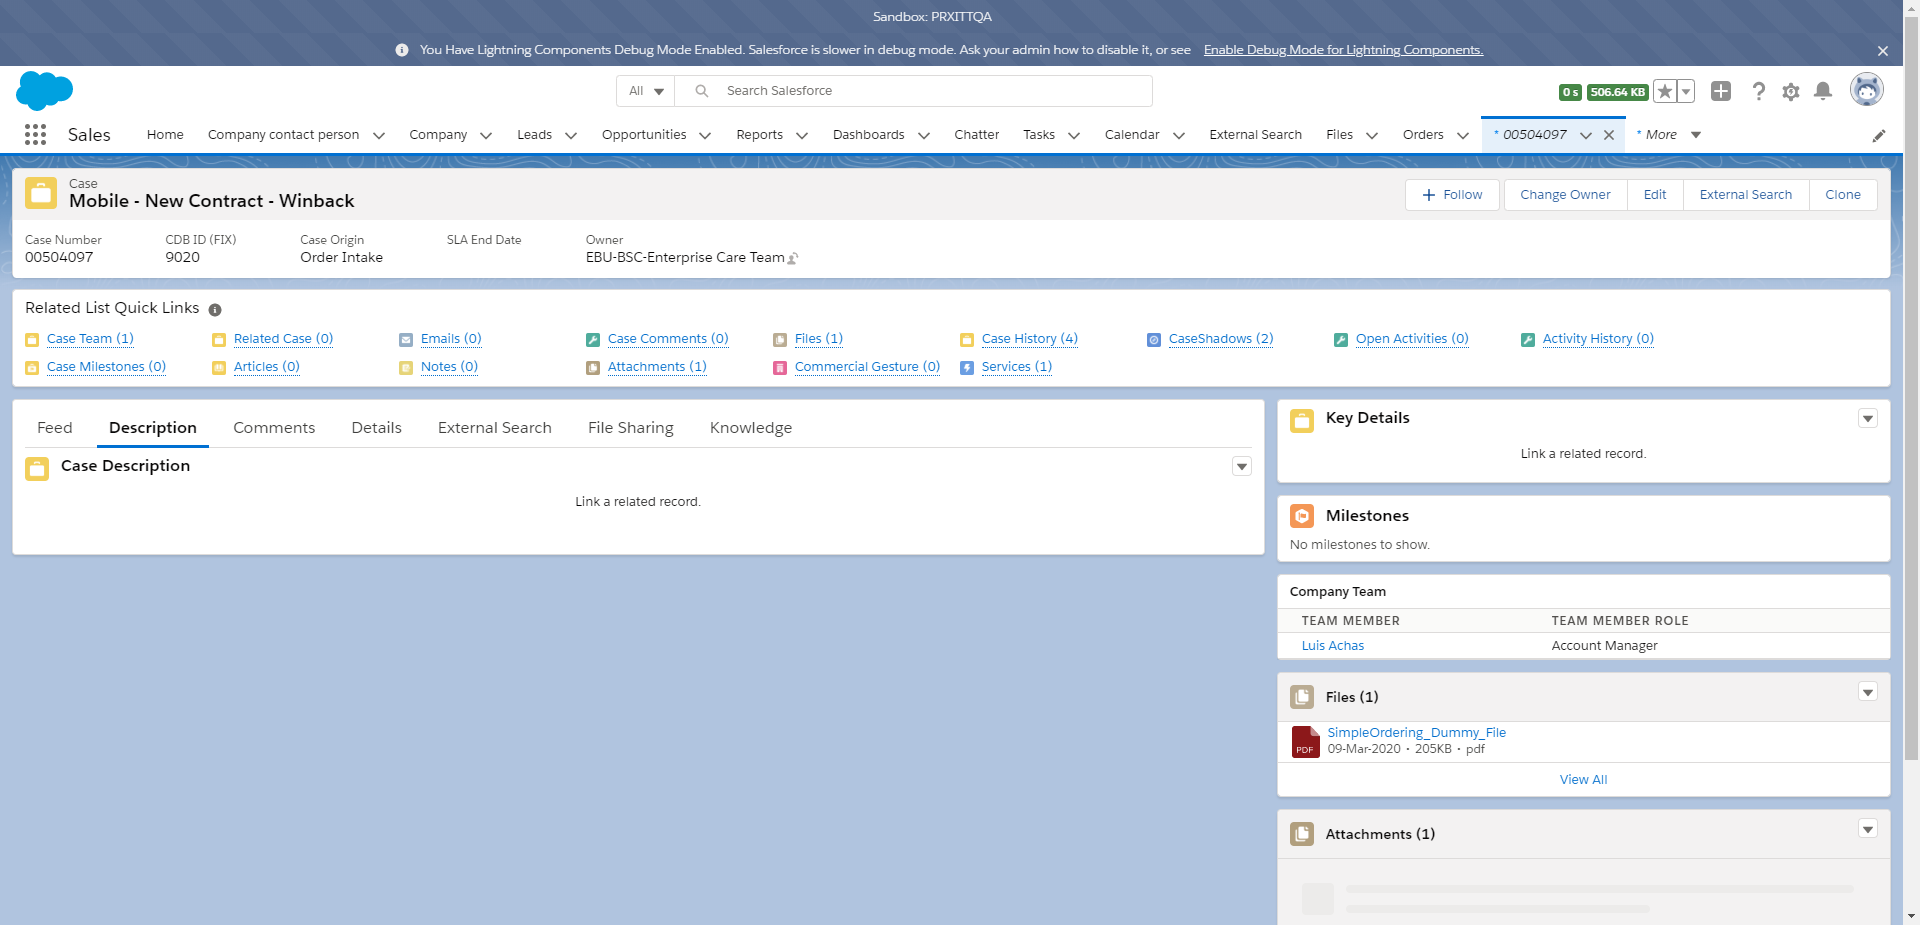 Sandbox: PRXITTQA
You Have Lightning Components Debug Mode Enabled. Salesforce is slower in debug mode. Ask your admin how to disable it, or see Enable Debug Mode for Lightning Components.
All Search Salesforce 0 s 506.64 KB
Sales Home Company contact person Company Leads Opportunities Reports Dashboards Chatter Tasks Calendar External Search Files Orders * 00504097 * More
Case
Mobile - New Contract - Winback
Follow Change Owner Edit External Search Clone
Case Number CDB ID (FIX) Case Origin SLA End Date Owner
00504097 9020 Order Intake EBU-BSC-Enterprise Care Team
Related List Quick Links
Case Team (1) Related Case (0) Emails (0) Case Comments (0) Files (1) Case History (4) CaseShadows (2) Open Activities (0) Activity History (0)
Case Milestones (0) Articles (0) Notes (0) Attachments (1) Commercial Gesture (0) Services (1)
Feed Description Comments Details External Search File Sharing Knowledge
Case Description
Link a related record.
Key Details
Link a related record.
Milestones
No milestones to show.
Company Team
TEAM MEMBER TEAM MEMBER ROLE
Luis Achas Account Manager
Files (1)
PDF
SimpleOrdering_Dummy_File
09-Mar-2020 • 205KB • pdf
View All
Attachments (1)